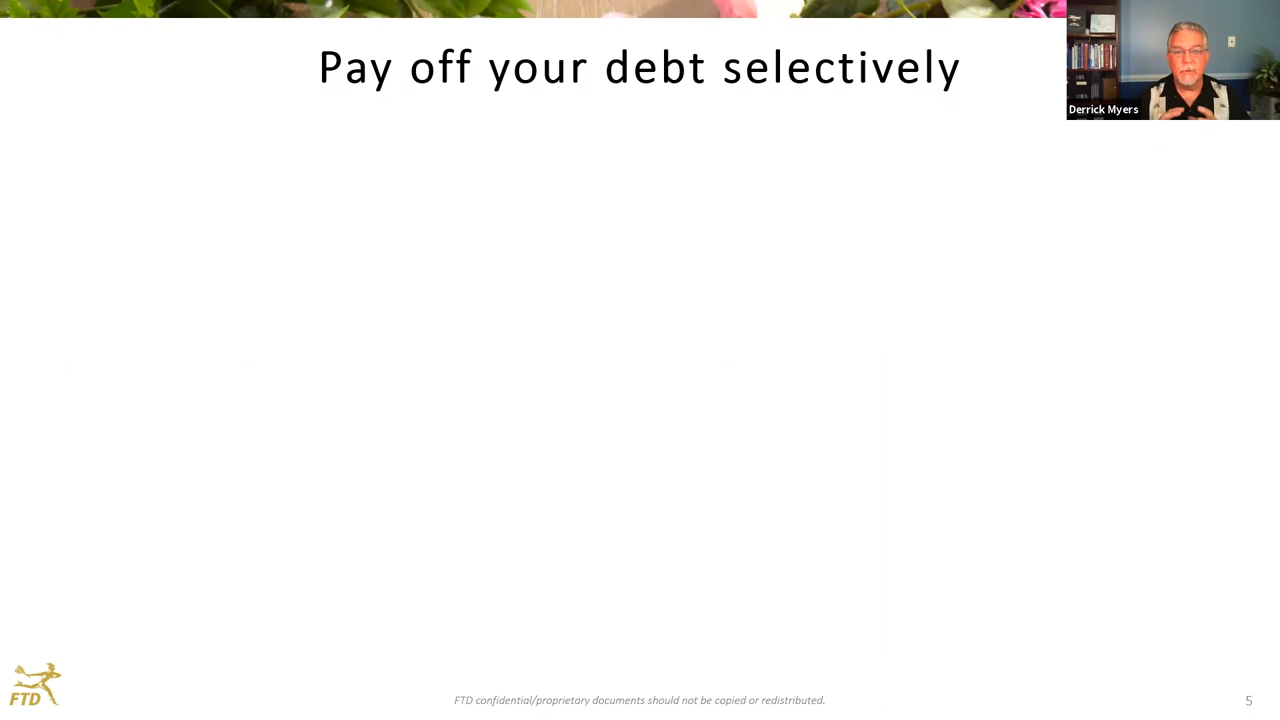 Pay off your debt selectively
Derrick Myers
FTD
FTD confidential/proprietary documents should not be copied or redistributed.
5